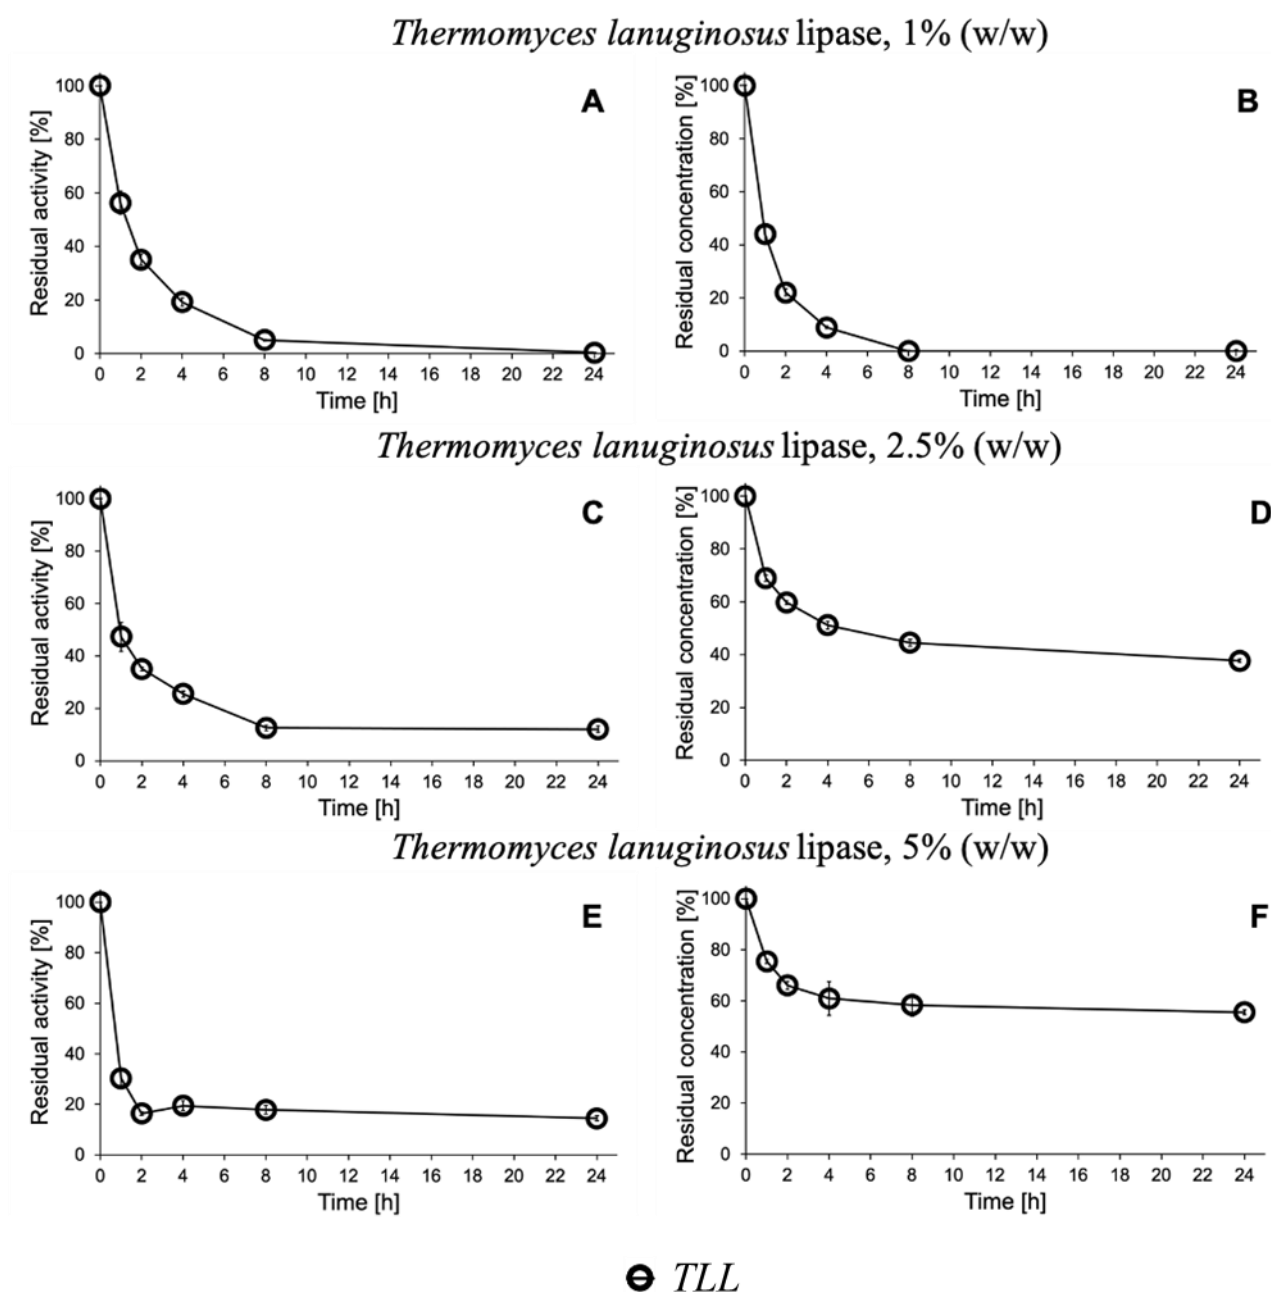 Thermomyces lanuginosus lipase, 1% (w/w)
A
Residual activity [%]
100
80
60
40
20
0
0 2 4 6 8 10 12 14 16 18 20 22 24
Time [h]
B
Residual concentration [%]
100
80
60
40
20
0
0 2 4 6 8 10 12 14 16 18 20 22 24
Time [h]
Thermomyces lanuginosus lipase, 2.5% (w/w)
C
Residual activity [%]
100
80
60
40
20
0
0 2 4 6 8 10 12 14 16 18 20 22 24
Time [h]
D
Residual concentration [%]
100
80
60
40
20
0
0 2 4 6 8 10 12 14 16 18 20 22 24
Time [h]
Thermomyces lanuginosus lipase, 5% (w/w)
E
Residual activity [%]
100
80
60
40
20
0
0 2 4 6 8 10 12 14 16 18 20 22 24
Time [h]
F
Residual concentration [%]
100
80
60
40
20
0
0 2 4 6 8 10 12 14 16 18 20 22 24
Time [h]
TLL